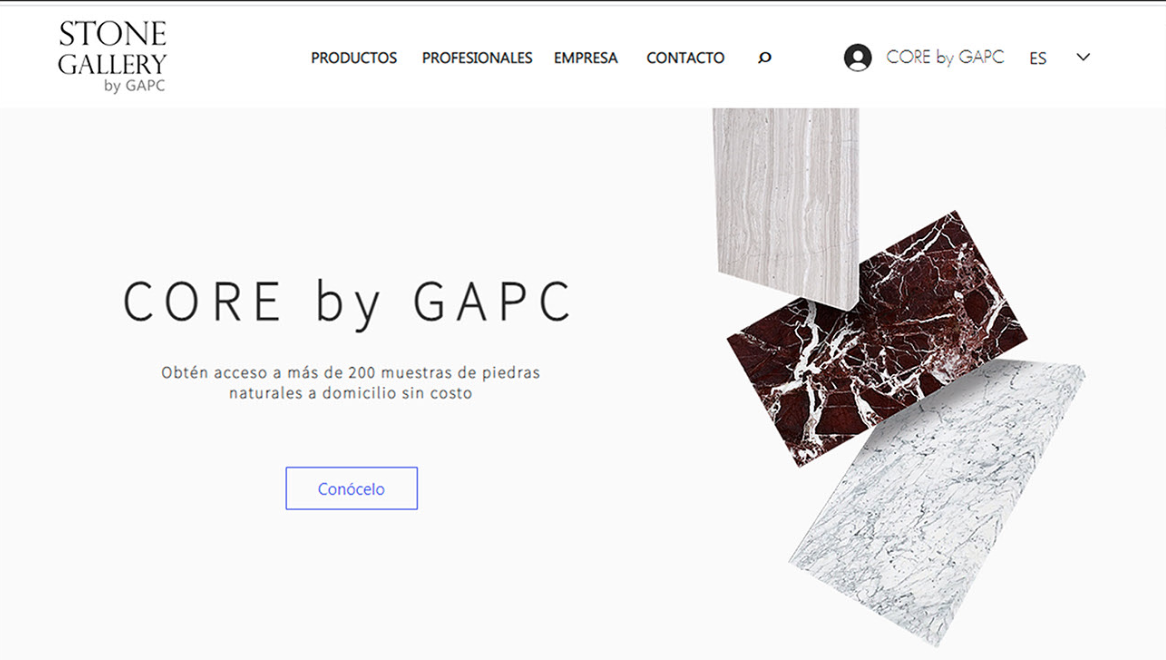 STONE
GALLERY
by GAPC
PRODUCTOS PROFESIONALES EMPRESA CONTACTO CORE by GAPC ES
CORE by GAPC
Obtén acceso a más de 200 muestras de piedras
naturales a domicilio sin costo
Conócelo